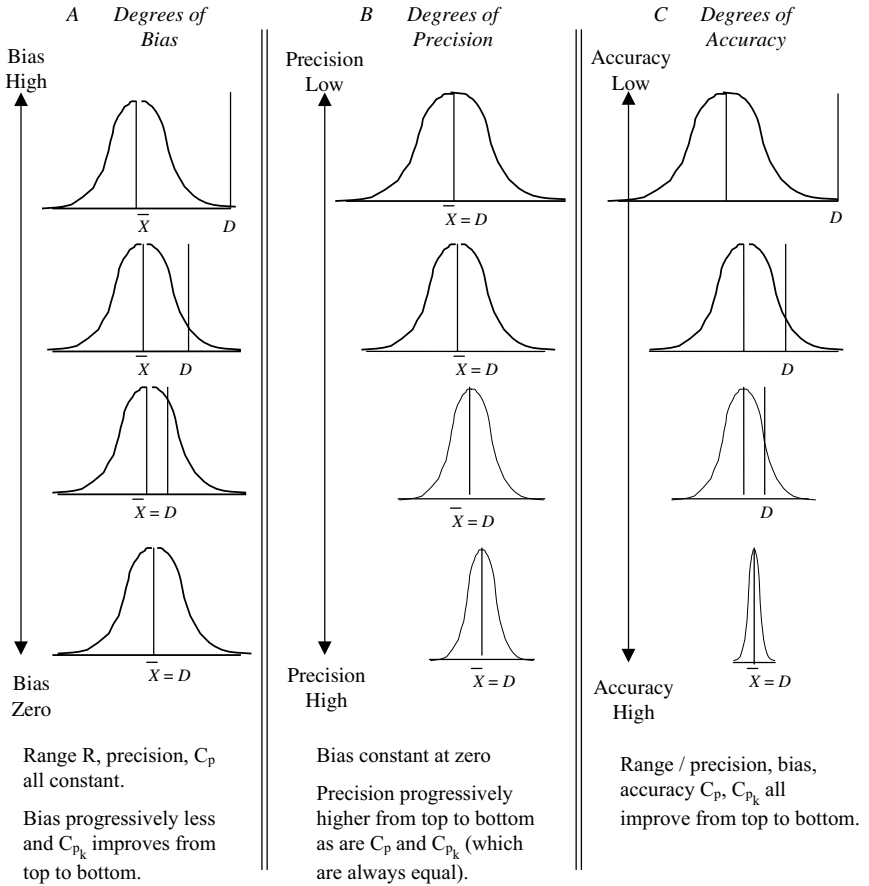 A Degrees of
Bias
Bias
High
X̅
D
X̅
D
X̅ = D
X̅ = D
Bias
Zero
Range R, precision, Cp
all constant.
Bias progressively less
and Cpk improves from
top to bottom.
B Degrees of
Precision
Precision
Low
X̅ = D
X̅ = D
X̅ = D
X̅ = D
Precision
High
Bias constant at zero
Precision progressively
higher from top to bottom
as are Cp and Cpk (which
are always equal).
C Degrees of
Accuracy
Accuracy
Low
D
D
D
X̅ = D
Accuracy
High
Range / precision, bias,
accuracy Cp, Cpk all
improve from top to bottom.